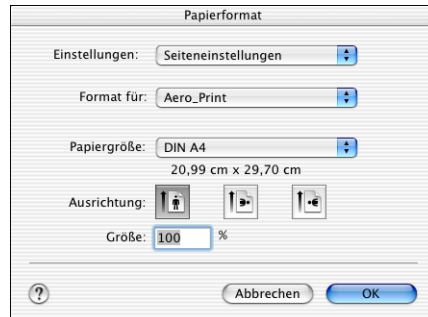 Papierformat
Einstellungen: Seiteneinstellungen
Format für: Aero_Print
Papiergröße: DIN A4
20,99 cm x 29,70 cm
Ausrichtung:
Größe: 100 %
? Abbrechen OK